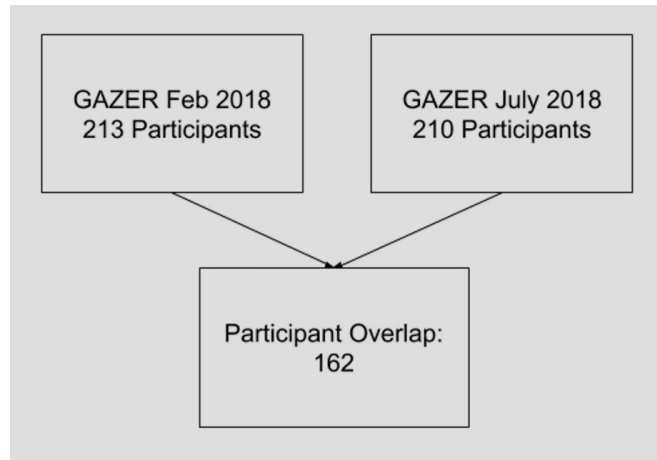 GAZER Feb 2018
213 Participants
GAZER July 2018
210 Participants
Participant Overlap:
162